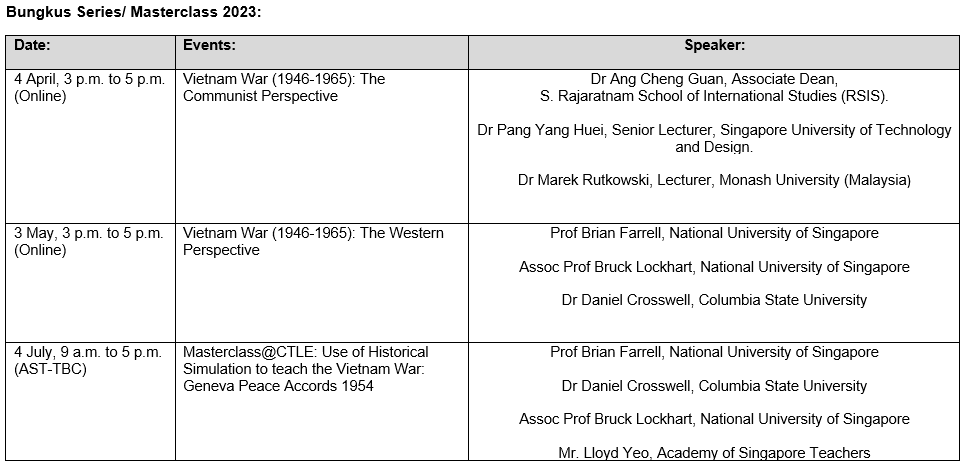 Bungkus Series/ Masterclass 2023:
Date:
Events:
Speaker:
4 April, 3 p.m. to 5 p.m.
(Online)
Vietnam War (1946-1965): The
Communist Perspective
Dr Ang Cheng Guan, Associate Dean,
S. Rajaratnam School of International Studies (RSIS).
Dr Pang Yang Huei, Senior Lecturer, Singapore University of Technology
and Design.
Dr Marek Rutkowski, Lecturer, Monash University (Malaysia)
3 May, 3 p.m. to 5 p.m.
(Online)
Vietnam War (1946-1965): The Western
Perspective
Prof Brian Farrell, National University of Singapore
Assoc Prof Bruck Lockhart, National University of Singapore
Dr Daniel Crosswell, Columbia State University
4 July, 9 a.m. to 5 p.m.
(AST-TBC)
Masterclass@CTLE: Use of Historical
Simulation to teach the Vietnam War:
Geneva Peace Accords 1954
Prof Brian Farrell, National University of Singapore
Dr Daniel Crosswell, Columbia State University
Assoc Prof Bruck Lockhart, National University of Singapore
Mr. Lloyd Yeo, Academy of Singapore Teachers